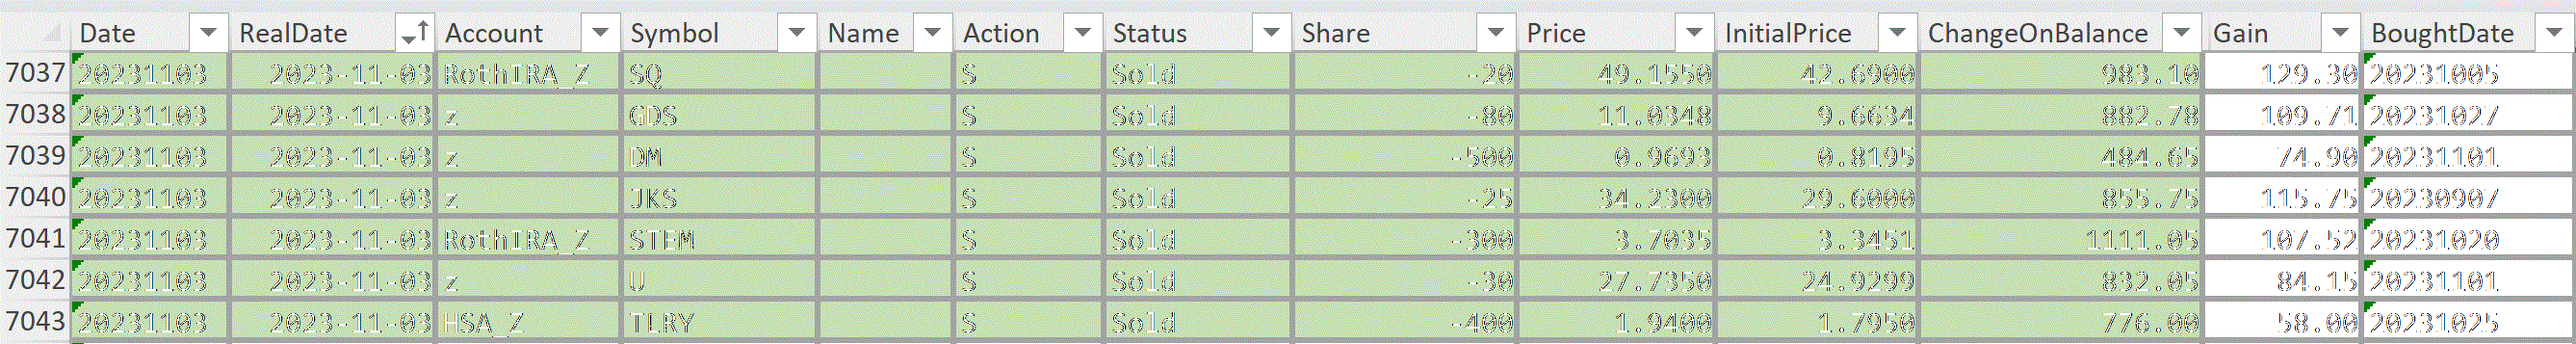 Date RealDate Account Symbol Name Action Status Share Price InitialPrice ChangeOnBalance Gain BoughtDate
7037 20231103 2023-11-03 RothIRA_Z SQ S Sold -20 49.1550 42.6900 983.10 129.30 20231005
7038 20231103 2023-11-03 z GDS S Sold -80 11.0348 9.6634 882.78 109.71 20231027
7039 20231103 2023-11-03 z DM S Sold -500 0.9693 0.8195 484.65 74.90 20231101
7040 20231103 2023-11-03 z JKS S Sold -25 34.2300 29.6000 855.75 115.75 20230907
7041 20231103 2023-11-03 RothIRA_Z STEM S Sold -300 3.7035 3.3451 1111.05 107.52 20231020
7042 20231103 2023-11-03 z U S Sold -30 27.7350 24.9299 832.05 84.15 20231101
7043 20231103 2023-11-03 HSA_Z TLRY S Sold -400 1.9400 1.7950 776.00 58.00 20231025